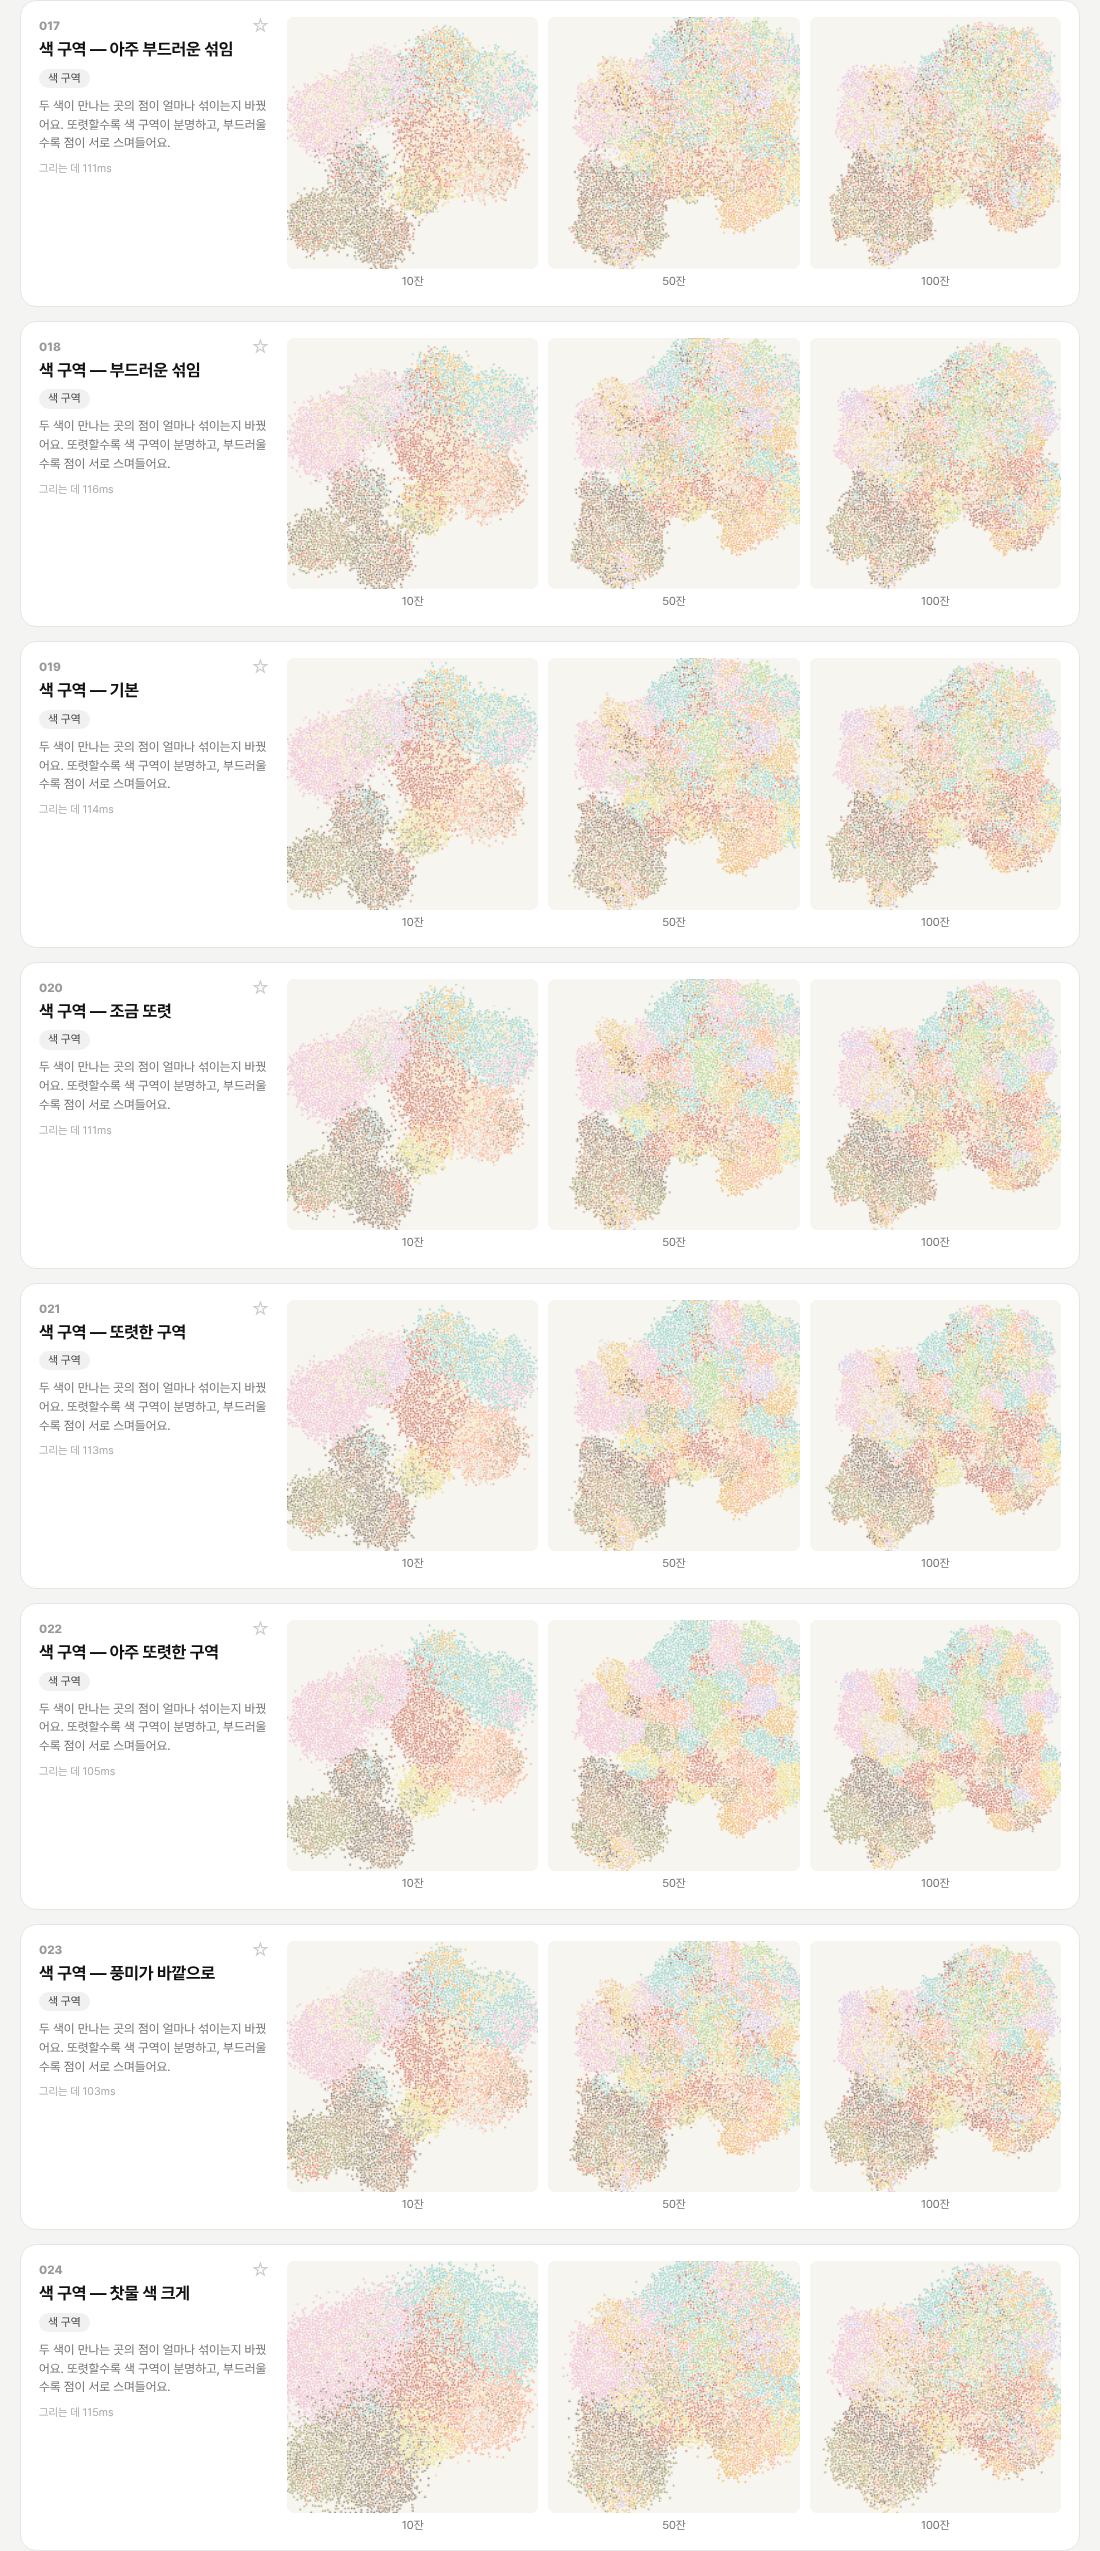 017
☆
색 구역 — 아주 부드러운 섞임
색 구역
두 색이 만나는 곳의 점이 얼마나 섞이는지 바꿨
어요. 또렷할수록 색 구역이 분명하고, 부드러울
수록 점이 서로 스며들어요.
그리는 데 111ms
10잔
50잔
100잔
018
☆
색 구역 — 부드러운 섞임
색 구역
두 색이 만나는 곳의 점이 얼마나 섞이는지 바꿨
어요. 또렷할수록 색 구역이 분명하고, 부드러울
수록 점이 서로 스며들어요.
그리는 데 116ms
10잔
50잔
100잔
019
☆
색 구역 — 기본
색 구역
두 색이 만나는 곳의 점이 얼마나 섞이는지 바꿨
어요. 또렷할수록 색 구역이 분명하고, 부드러울
수록 점이 서로 스며들어요.
그리는 데 114ms
10잔
50잔
100잔
020
☆
색 구역 — 조금 또렷
색 구역
두 색이 만나는 곳의 점이 얼마나 섞이는지 바꿨
어요. 또렷할수록 색 구역이 분명하고, 부드러울
수록 점이 서로 스며들어요.
그리는 데 111ms
10잔
50잔
100잔
021
☆
색 구역 — 또렷한 구역
색 구역
두 색이 만나는 곳의 점이 얼마나 섞이는지 바꿨
어요. 또렷할수록 색 구역이 분명하고, 부드러울
수록 점이 서로 스며들어요.
그리는 데 113ms
10잔
50잔
100잔
022
☆
색 구역 — 아주 또렷한 구역
색 구역
두 색이 만나는 곳의 점이 얼마나 섞이는지 바꿨
어요. 또렷할수록 색 구역이 분명하고, 부드러울
수록 점이 서로 스며들어요.
그리는 데 105ms
10잔
50잔
100잔
023
☆
색 구역 — 풍미가 바깥으로
색 구역
두 색이 만나는 곳의 점이 얼마나 섞이는지 바꿨
어요. 또렷할수록 색 구역이 분명하고, 부드러울
수록 점이 서로 스며들어요.
그리는 데 103ms
10잔
50잔
100잔
024
☆
색 구역 — 찻물 색 크게
색 구역
두 색이 만나는 곳의 점이 얼마나 섞이는지 바꿨
어요. 또렷할수록 색 구역이 분명하고, 부드러울
수록 점이 서로 스며들어요.
그리는 데 115ms
10잔
50잔
100잔